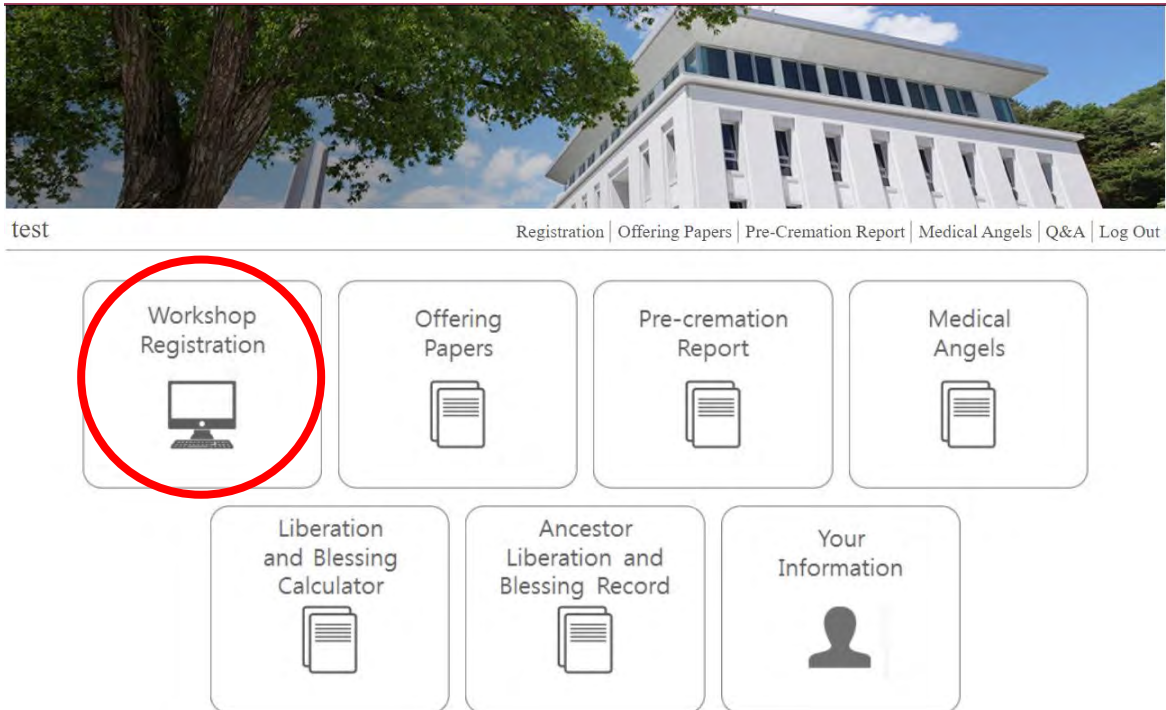 test
Registration | Offering Papers | Pre-Cremation Report | Medical Angels | Q&A | Log Out
Workshop
Registration
Offering
Papers
Pre-cremation
Report
Medical
Angels
Liberation
and Blessing
Calculator
Ancestor
Liberation and
Blessing Record
Your
Information